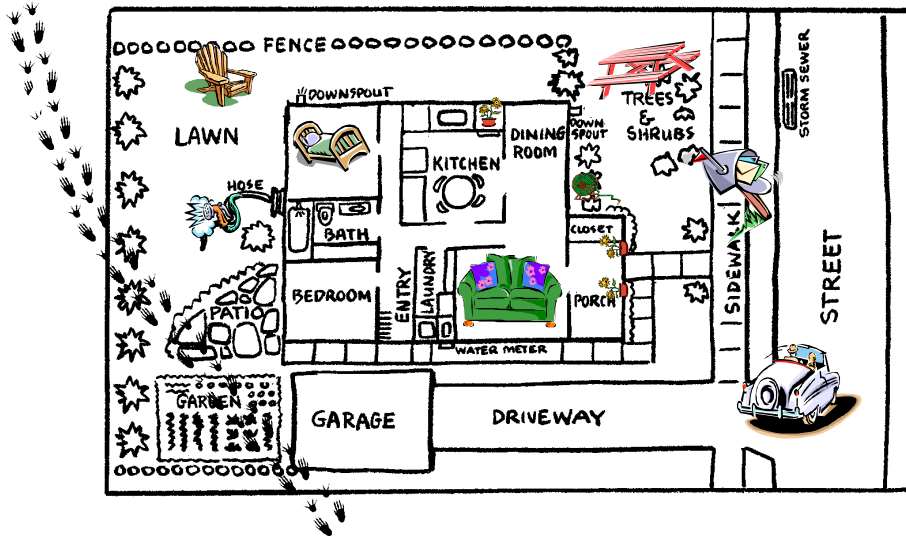 FENCE
DOWNSPOUT
LAWN
TREES
&
SHRUBS
STORM SEWER
DOWN
SPOUT
DINING
ROOM
KITCHEN
HOSE
BATH
CLOSET
SIDEWALK
STREET
BEDROOM
ENTRY
LAUNDRY
PORCH
PATIO
WATER METER
GARDEN
GARAGE
DRIVEWAY